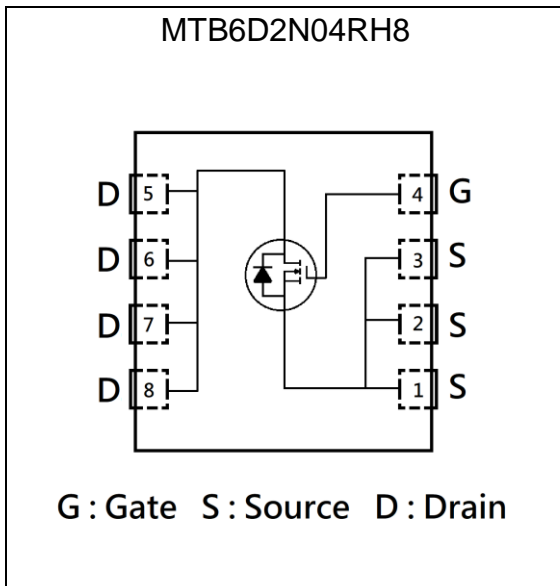 MTB6D2N04RH8
D 5 4 G
D 6 3 S
D 7 2 S
D 8 1 S
G : Gate S : Source D : Drain